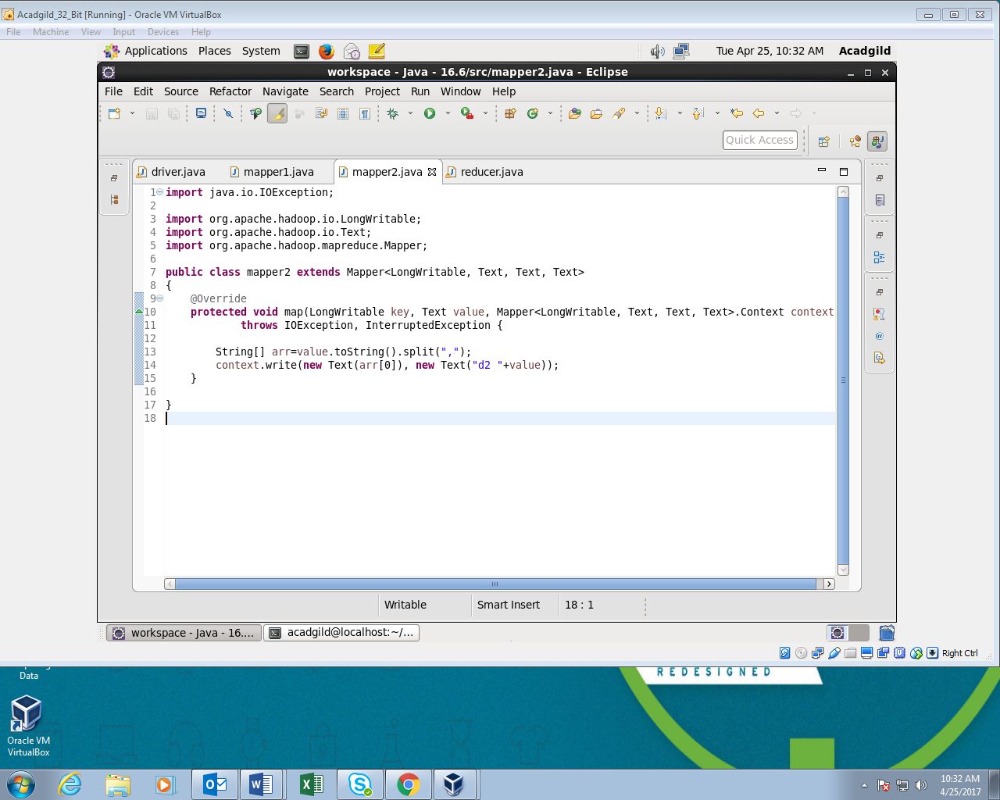 Acadgild_32_Bit [Running] - Oracle VM VirtualBox
File Machine View Input Devices Help
Applications Places System Tue Apr 25, 10:32 AM Acadgild
workspace - Java - 16.6/src/mapper2.java - Eclipse
File Edit Source Refactor Navigate Search Project Run Window Help
Quick Access
driver.java mapper1.java mapper2.java reducer.java
1 import java.io.IOException;
2
3 import org.apache.hadoop.io.LongWritable;
4 import org.apache.hadoop.io.Text;
5 import org.apache.hadoop.mapreduce.Mapper;
6
7 public class mapper2 extends Mapper<LongWritable, Text, Text, Text>
8 {
9 @Override
10 protected void map(LongWritable key, Text value, Mapper<LongWritable, Text, Text, Text>.Context context
11 throws IOException, InterruptedException {
12
13 String[] arr=value.toString().split(",");
14 context.write(new Text(arr[0]), new Text("d2 "+value));
15 }
16
17 }
18
Writable Smart Insert 18 : 1
workspace - Java - 16.... acadgild@localhost:~/...
Right Ctrl
Data
REDESIGNED
Oracle VM
VirtualBox
10:32 AM
4/25/2017